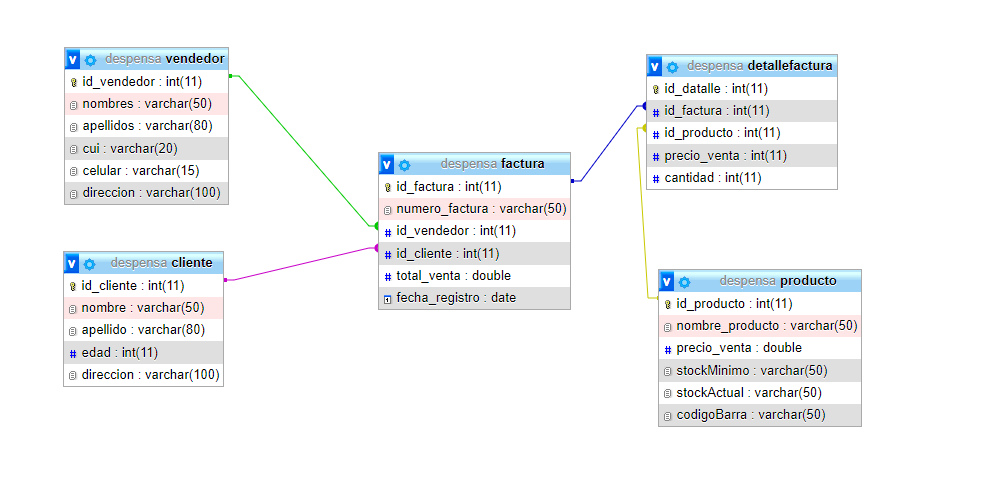 v despensa vendedor
id_vendedor : int(11)
nombres : varchar(50)
apellidos : varchar(80)
cui : varchar(20)
celular : varchar(15)
direccion : varchar(100)
v despensa cliente
id_cliente : int(11)
nombre : varchar(50)
apellido : varchar(80)
# edad : int(11)
direccion : varchar(100)
v despensa factura
id_factura : int(11)
numero_factura : varchar(50)
# id_vendedor : int(11)
# id_cliente : int(11)
# total_venta : double
fecha_registro : date
v despensa detallefactura
id_datalle : int(11)
# id_factura : int(11)
# id_producto : int(11)
# precio_venta : int(11)
# cantidad : int(11)
v despensa producto
id_producto : int(11)
nombre_producto : varchar(50)
# precio_venta : double
stockMinimo : varchar(50)
stockActual : varchar(50)
codigoBarra : varchar(50)